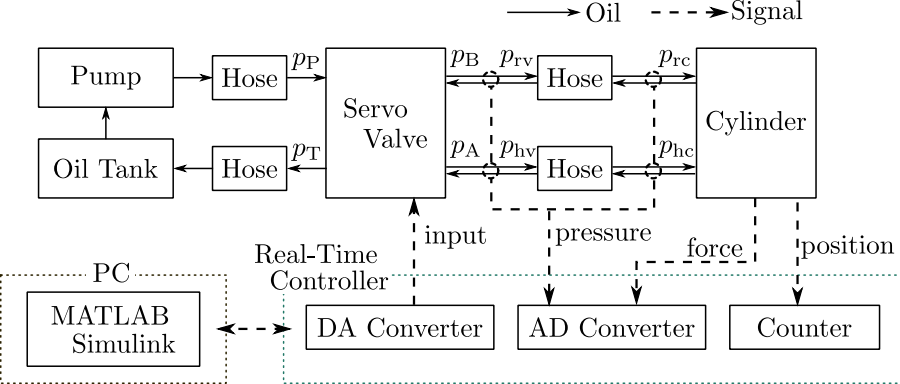 Oil
Signal
Pump
Hose
p_P
Servo
Valve
p_B
p_rv
Hose
p_rc
Cylinder
Oil Tank
Hose
p_T
p_A
p_hv
Hose
p_hc
input
pressure
force
position
Real-Time
Controller
PC
MATLAB
Simulink
DA Converter
AD Converter
Counter